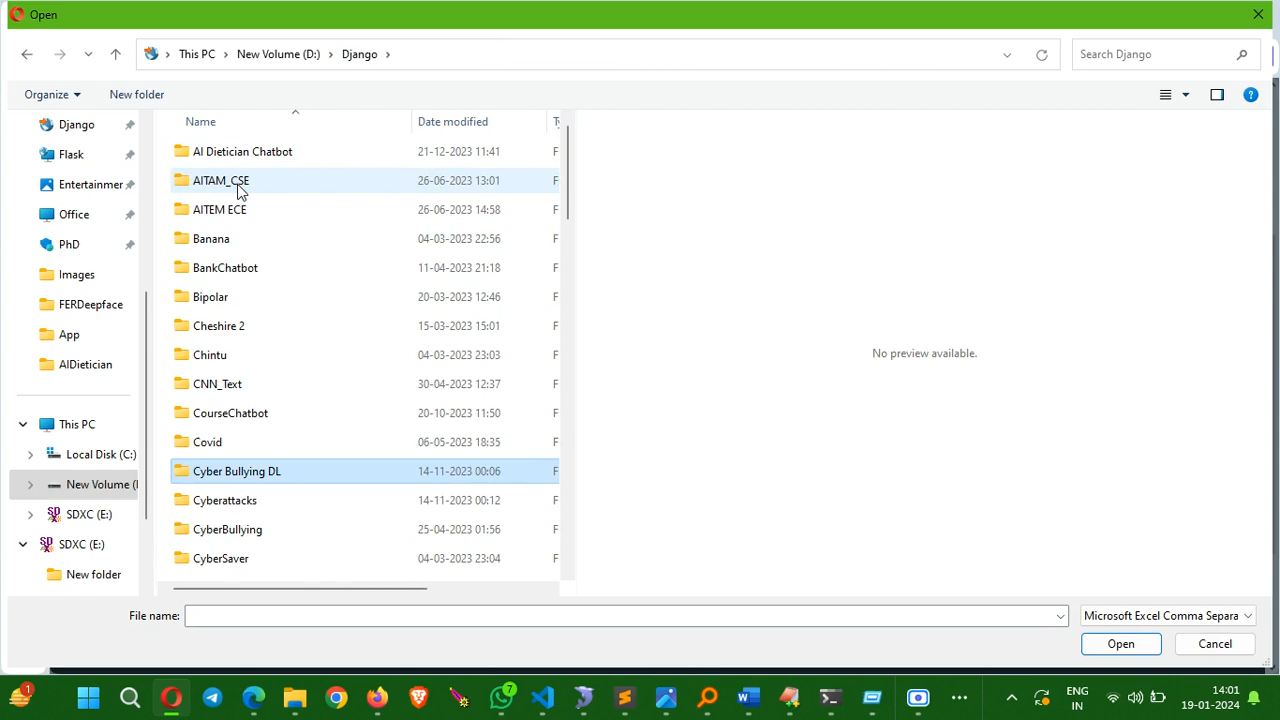 Open
This PC > New Volume (D:) > Django >
Search Django
Organize
New folder
Django
Flask
Entertainmer
Office
PhD
Images
FERDeepface
App
AIDietician
This PC
Local Disk (C:)
New Volume (
SDXC (E:)
SDXC (E:)
New folder
Name Date modified Ty
AI Dietician Chatbot 21-12-2023 11:41 F
AITAM_CSE 26-06-2023 13:01 F
AITEM ECE 26-06-2023 14:58 F
Banana 04-03-2023 22:56 F
BankChatbot 11-04-2023 21:18 F
Bipolar 20-03-2023 12:46 F
Cheshire 2 15-03-2023 15:01 F
Chintu 04-03-2023 23:03 F
CNN_Text 30-04-2023 12:37 F
CourseChatbot 20-10-2023 11:50 F
Covid 06-05-2023 18:35 F
Cyber Bullying DL 14-11-2023 00:06 F
Cyberattacks 14-11-2023 00:12 F
CyberBullying 25-04-2023 01:56 F
CyberSaver 04-03-2023 23:04 F
No preview available.
File name:
Microsoft Excel Comma Separa
Open
Cancel
1
7
ENG
IN
14:01
19-01-2024